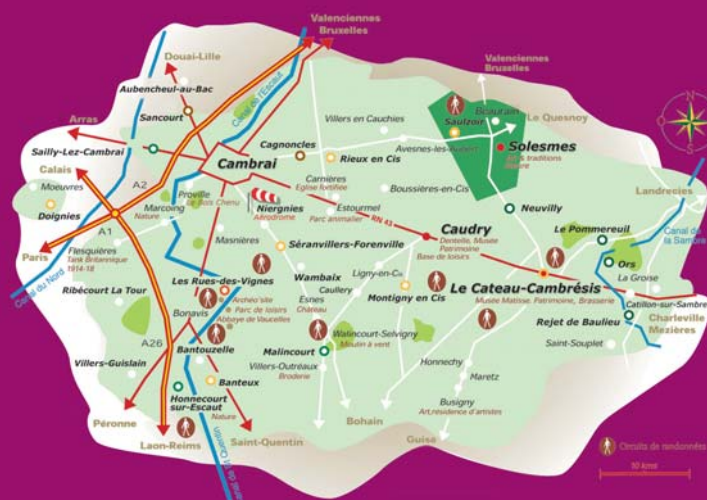 Valenciennes
Bruxelles
Douai-Lille
Aubencheul-au-Bac
Canal de l'Escaut
Valenciennes
Bruxelles
Arras
Sancourt
Villers en Cauchies
Saulzoir
Beaurain
Le Quesnoy
Sailly-Lez-Cambrai
Cagnoncles
Avesnes-les-Aubert
Solesmes
Calais
A2
Cambrai
Rieux en Cis
Moeuvres
Carnières
Eglise fortifiée
Boussières-en-Cis
Landrecies
Proville
Le Bois Chenu
Marcoing
Nature
Niergnies
Aérodrome
Estourmel
Parc animalier
RN 43
Neuvilly
Doignies
A1
Le Pommereuil
Canal de
la Sambre
Paris
Flesquières
Tank Britannique
1914-18
Masnières
Séranvillers-Forenville
Caudry
Dentelle, Musée
Patrimoine
Base de loisirs
Ors
La Groise
Canal du Nord
Les Rues-des-Vignes
Wambaix
Ligny-en-Cis
Le Cateau-Cambrésis
Musée Matisse, Patrimoine, Brasserie
Ribécourt La Tour
Archéo'site
Parc de loisirs
Abbaye de Vaucelles
Esnes
Château
Caullery
Montigny en Cis
Catillon-sur-Sambre
Charleville
Mezières
Bonavis
Rejet de Baulieu
A26
Walincourt-Selvigny
Moulin à vent
Saint-Souplet
Bantouzelle
Malincourt
Honnechy
Villers-Guislain
Villers-Outréaux
Broderie
Maretz
Banteux
Honnecourt
sur-Escaut
Nature
Busigny
Art,résidence d'artistes
Péronne
Bohain
Laon-Reims
Saint-Quentin
Guise
Circuits de randonnées
10 kms